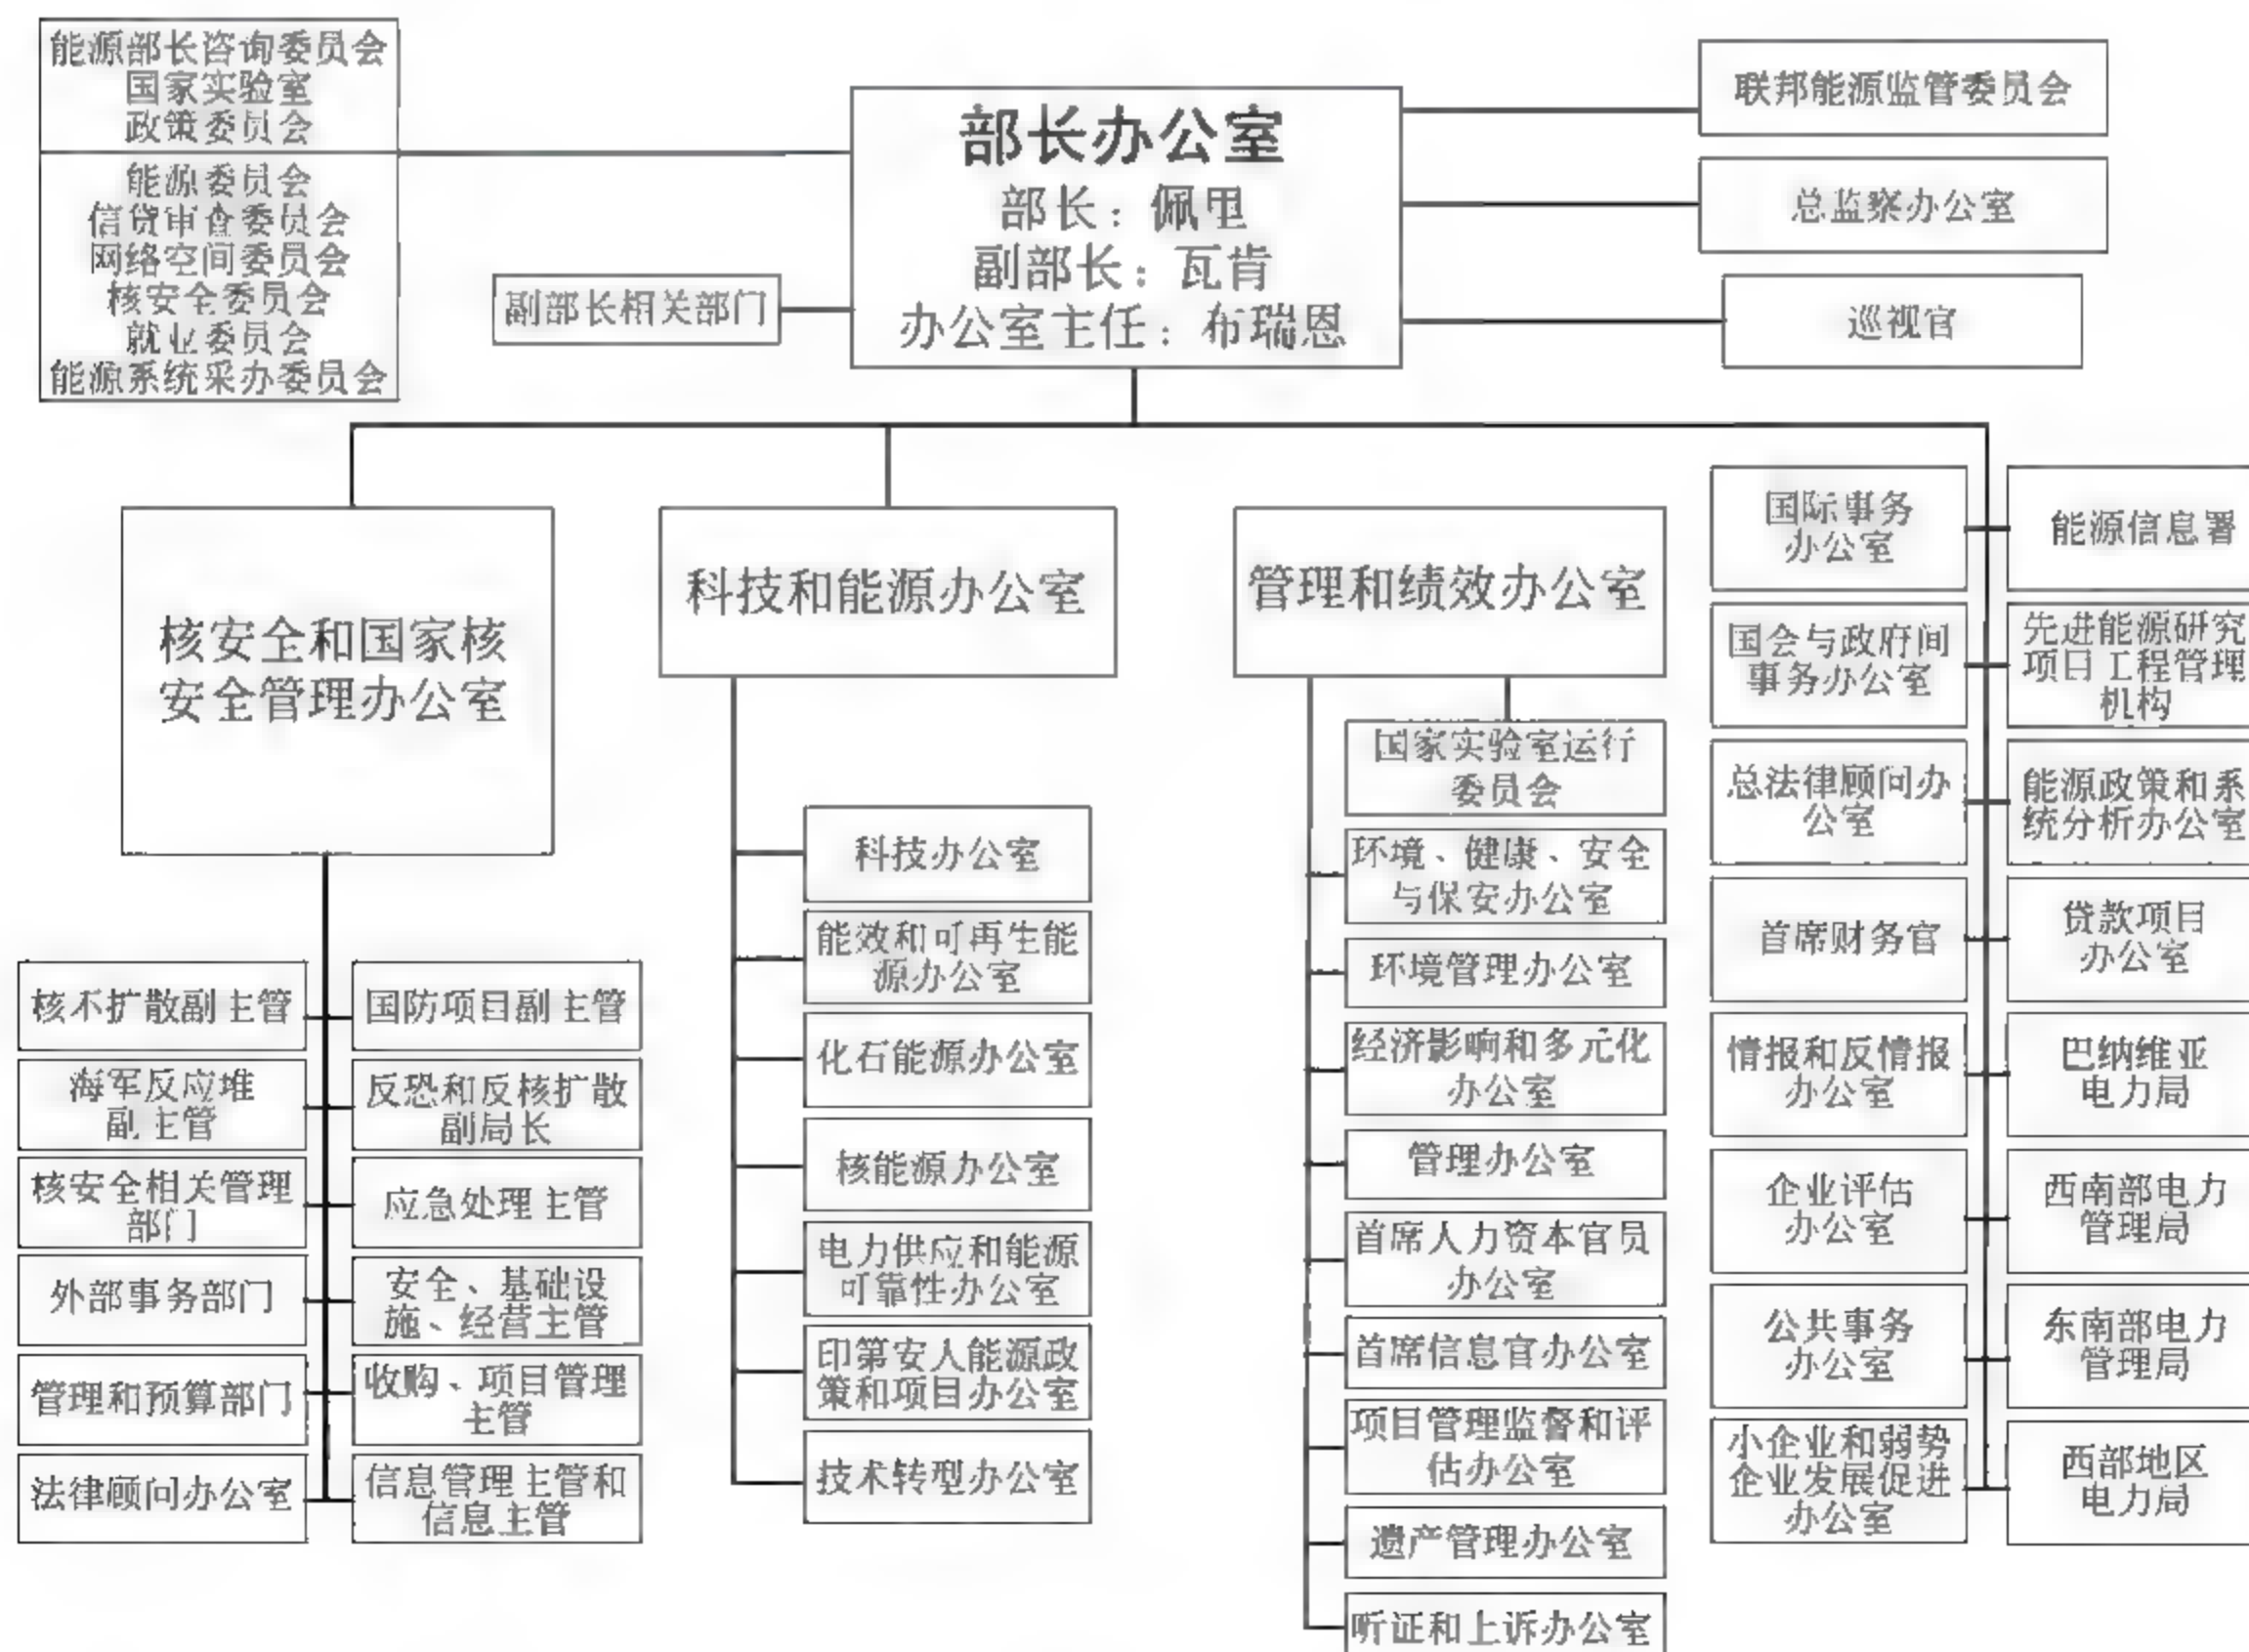 能源部长咨询委员会
国家实验室
政策委员会
能源委员会
信贷审查委员会
网络空间委员会
核安全委员会
就业委员会
能源系统采办委员会
副部长相关部门
部长办公室
部长：佩里
副部长：瓦肯
办公室主任：布瑞恩
联邦能源监管委员会
总监察办公室
巡视官
核安全和国家核
安全管理办公室
核不扩散副主管
国防项目副主管
海军反应堆
副主管
反恐和反核扩散
副局长
核安全相关管理
部门
应急处理主管
外部事务部门
安全、基础设
施、经营主管
管理和预算部门
收购、项目管理
主管
法律顾问办公室
信息管理主管和
信息主管
科技和能源办公室
科技办公室
能效和可再生能
源办公室
化石能源办公室
核能源办公室
电力供应和能源
可靠性办公室
印第安人能源政
策和项目办公室
技术转型办公室
管理和绩效办公室
国家实验室运行
委员会
环境、健康、安全
与保安办公室
环境管理办公室
经济影响和多元化
办公室
管理办公室
首席人力资本官员
办公室
首席信息官办公室
项目管理监督和评
估办公室
遗产管理办公室
听证和上诉办公室
国际事务
办公室
能源信息署
国会与政府间
事务办公室
先进能源研究
项目工程管理
机构
总法律顾问办
公室
能源政策和系
统分析办公室
首席财务官
贷款项目
办公室
情报和反情报
办公室
巴纳维亚
电力局
企业评估
办公室
西南部电力
管理局
公共事务
办公室
东南部电力
管理局
小企业和弱势
企业发展促进
办公室
西部地区
电力局